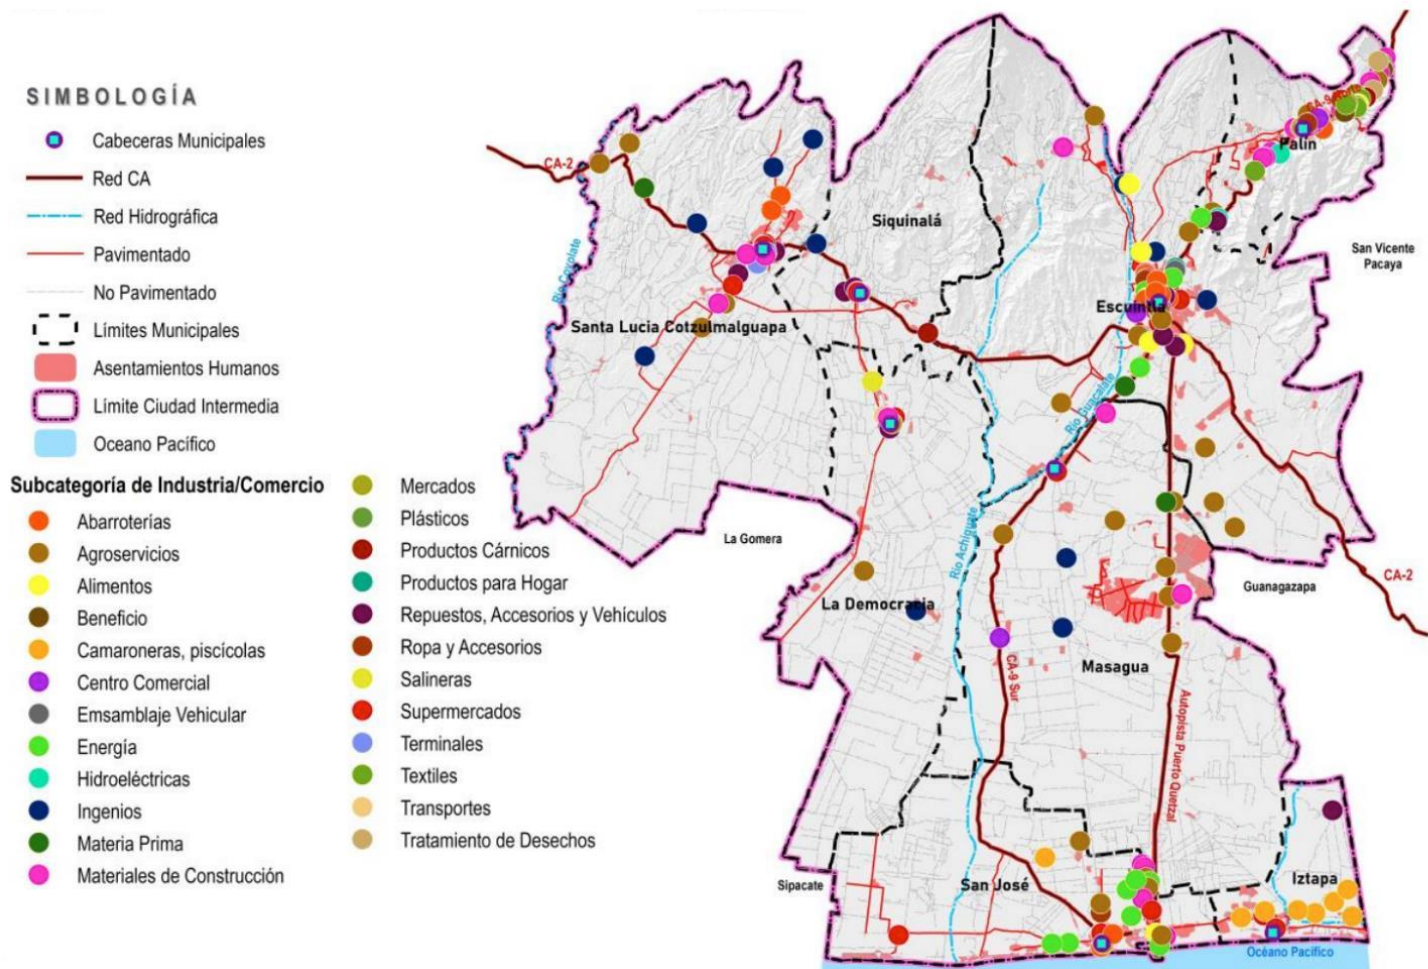 SIMBOLOGÍA
Cabeceras Municipales
Red CA
Red Hidrográfica
Pavimentado
No Pavimentado
Límites Municipales
Asentamientos Humanos
Límite Ciudad Intermedia
Oceano Pacífico
Subcategoría de Industria/Comercio
Abarroterías
Agroservicios
Alimentos
Beneficio
Camaroneras, piscícolas
Centro Comercial
Emsamblaje Vehicular
Energía
Hidroeléctricas
Ingenios
Materia Prima
Materiales de Construcción
Mercados
Plásticos
Productos Cárnicos
Productos para Hogar
Repuestos, Accesorios y Vehículos
Ropa y Accesorios
Salineras
Supermercados
Terminales
Textiles
Transportes
Tratamiento de Desechos
CA-2
Palín
Siquinalá
San Vicente
Pacaya
Río Coyolate
Escuintla
Santa Lucia Cotzulmalguapa
Río Guacalate
La Gomera
Río Achiguate
Guanagazapa
CA-2
La Democracia
CA-9 Sur
Masagua
Autopista Puerto Quetzal
Sipacate
San José
Iztapa
Océano Pacífico